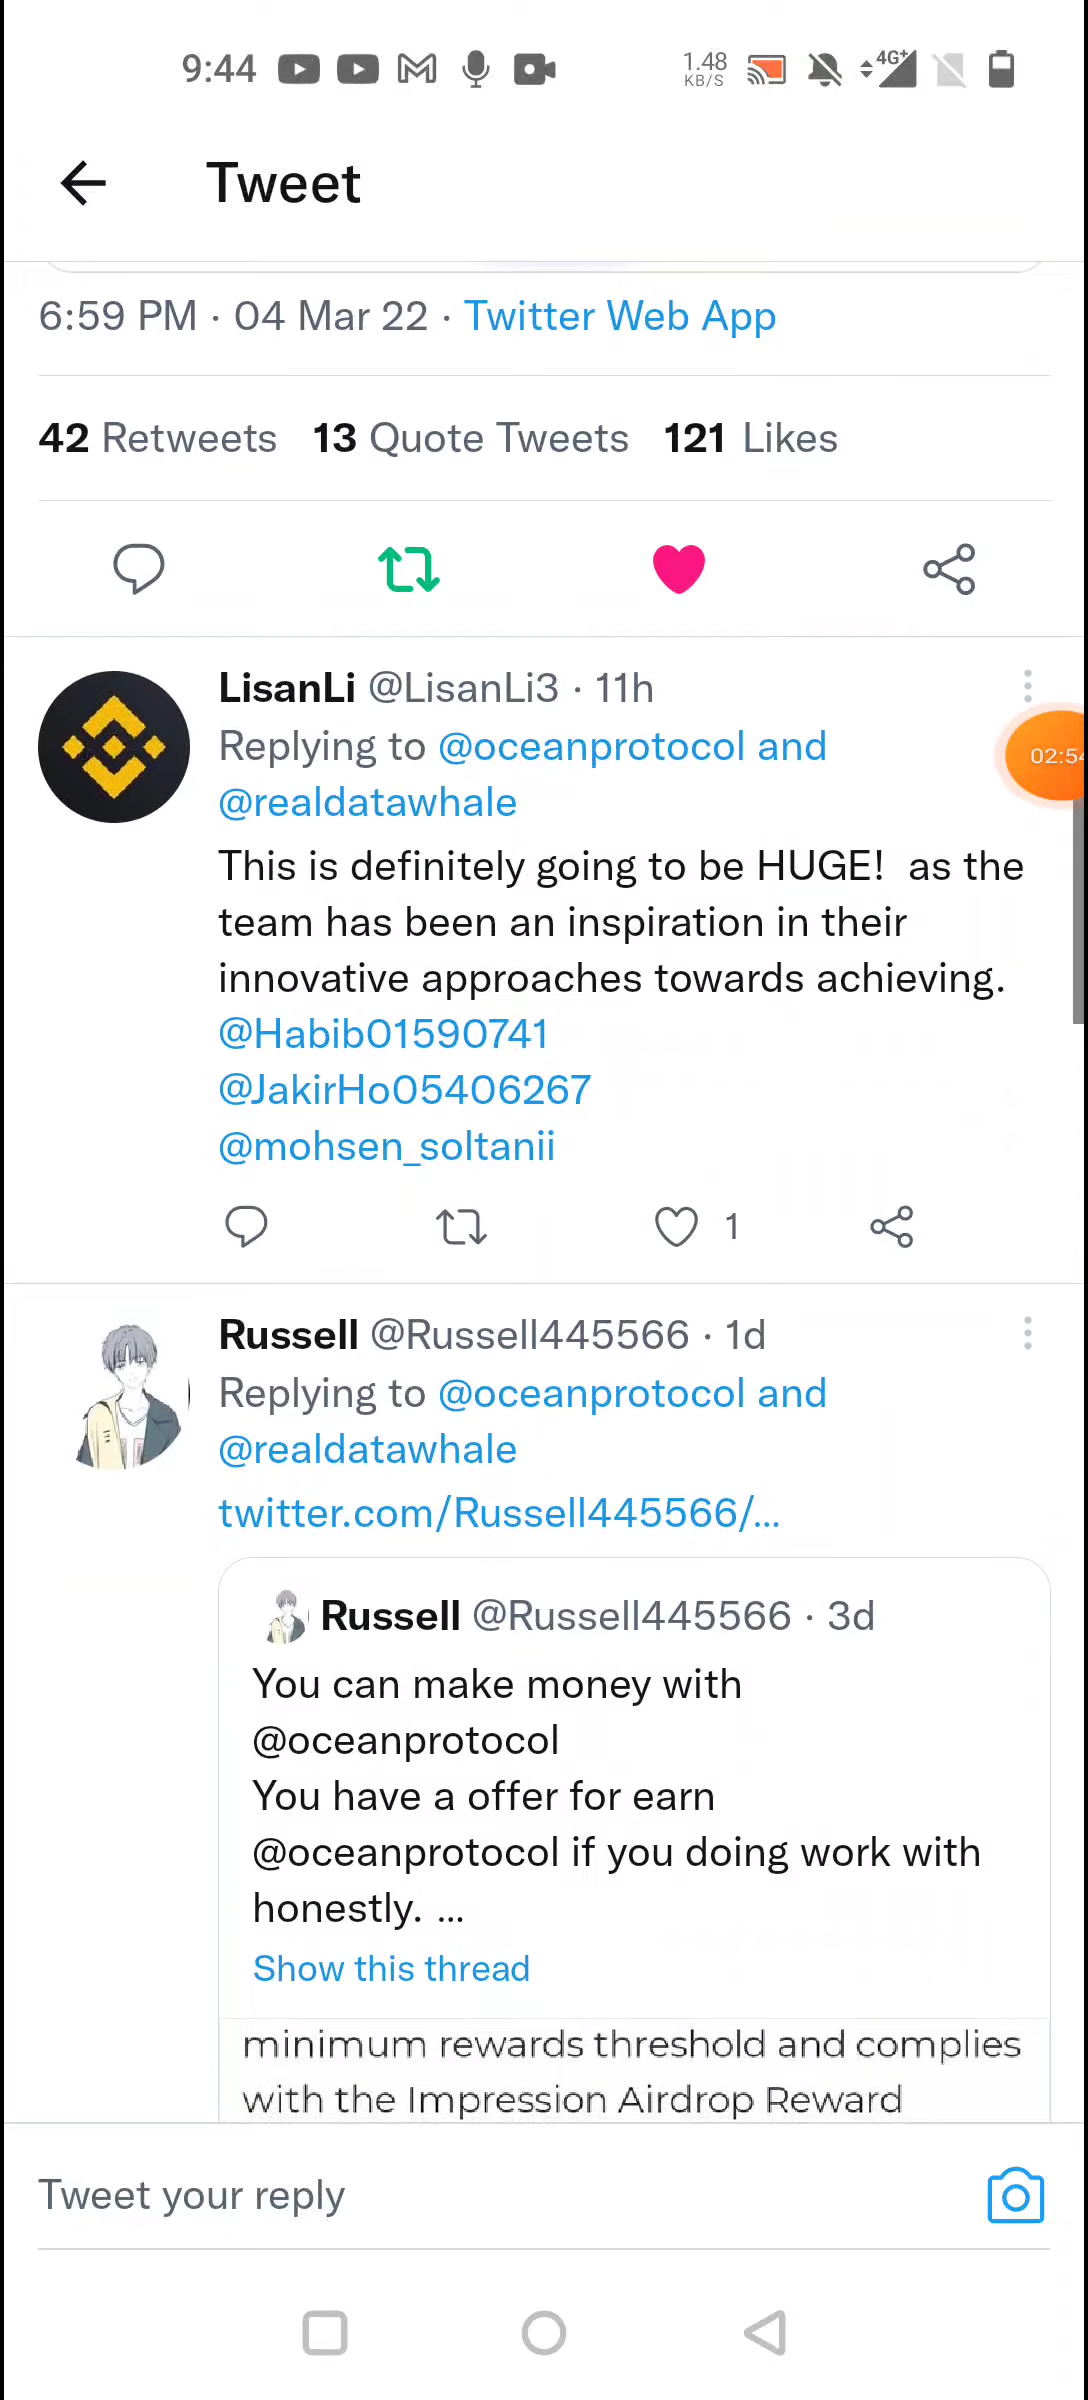 9:44
1.48
KB/S
4G+
Tweet
6:59 PM · 04 Mar 22 · Twitter Web App
42 Retweets 13 Quote Tweets 121 Likes
LisanLi @LisanLi3 · 11h
02:54
Replying to @oceanprotocol and
@realdatawhale
This is definitely going to be HUGE!  as the
team has been an inspiration in their
innovative approaches towards achieving.
@Habib01590741
@JakirHo05406267
@mohsen_soltanii
1
Russell @Russell445566 · 1d
Replying to @oceanprotocol and
@realdatawhale
twitter.com/Russell445566/...
Russell @Russell445566 · 3d
You can make money with
@oceanprotocol
You have a offer for earn
@oceanprotocol if you doing work with
honestly. ...
Show this thread
minimum rewards threshold and complies
with the Impression Airdrop Reward
Tweet your reply